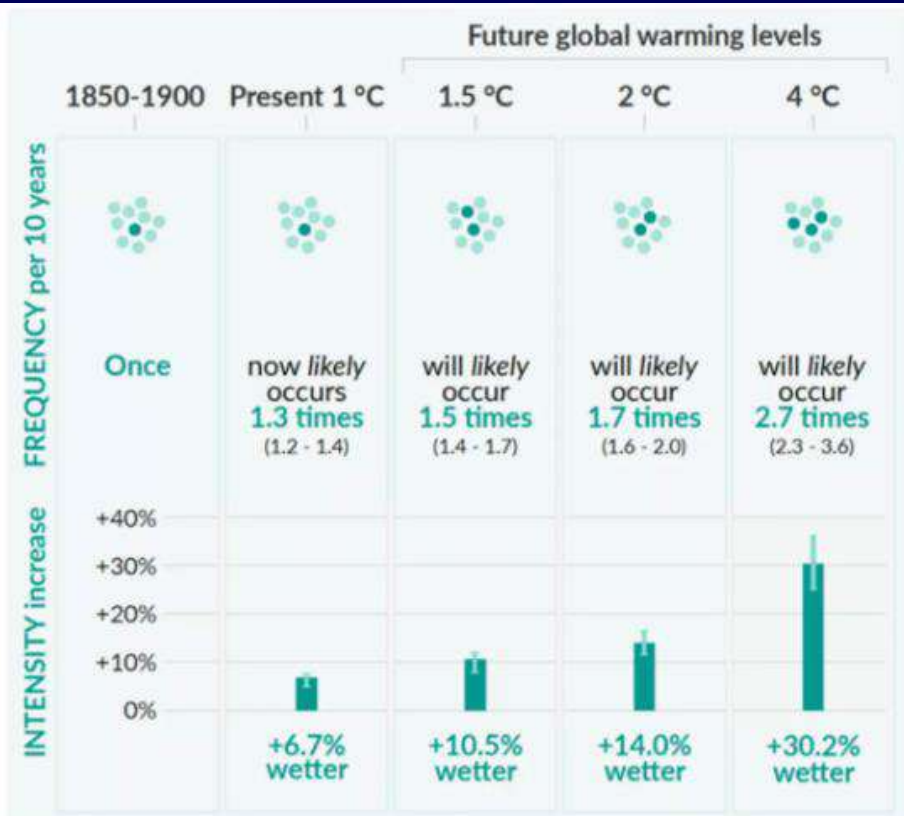 Future global warming levels
1850-1900 Present 1 °C 1.5 °C 2 °C 4 °C
FREQUENCY per 10 years
Once
now likely
occurs
1.3 times
(1.2 - 1.4)
will likely
occur
1.5 times
(1.4 - 1.7)
will likely
occur
1.7 times
(1.6 - 2.0)
will likely
occur
2.7 times
(2.3 - 3.6)
INTENSITY increase
+40%
+30%
+20%
+10%
0%
+6.7%
wetter
+10.5%
wetter
+14.0%
wetter
+30.2%
wetter